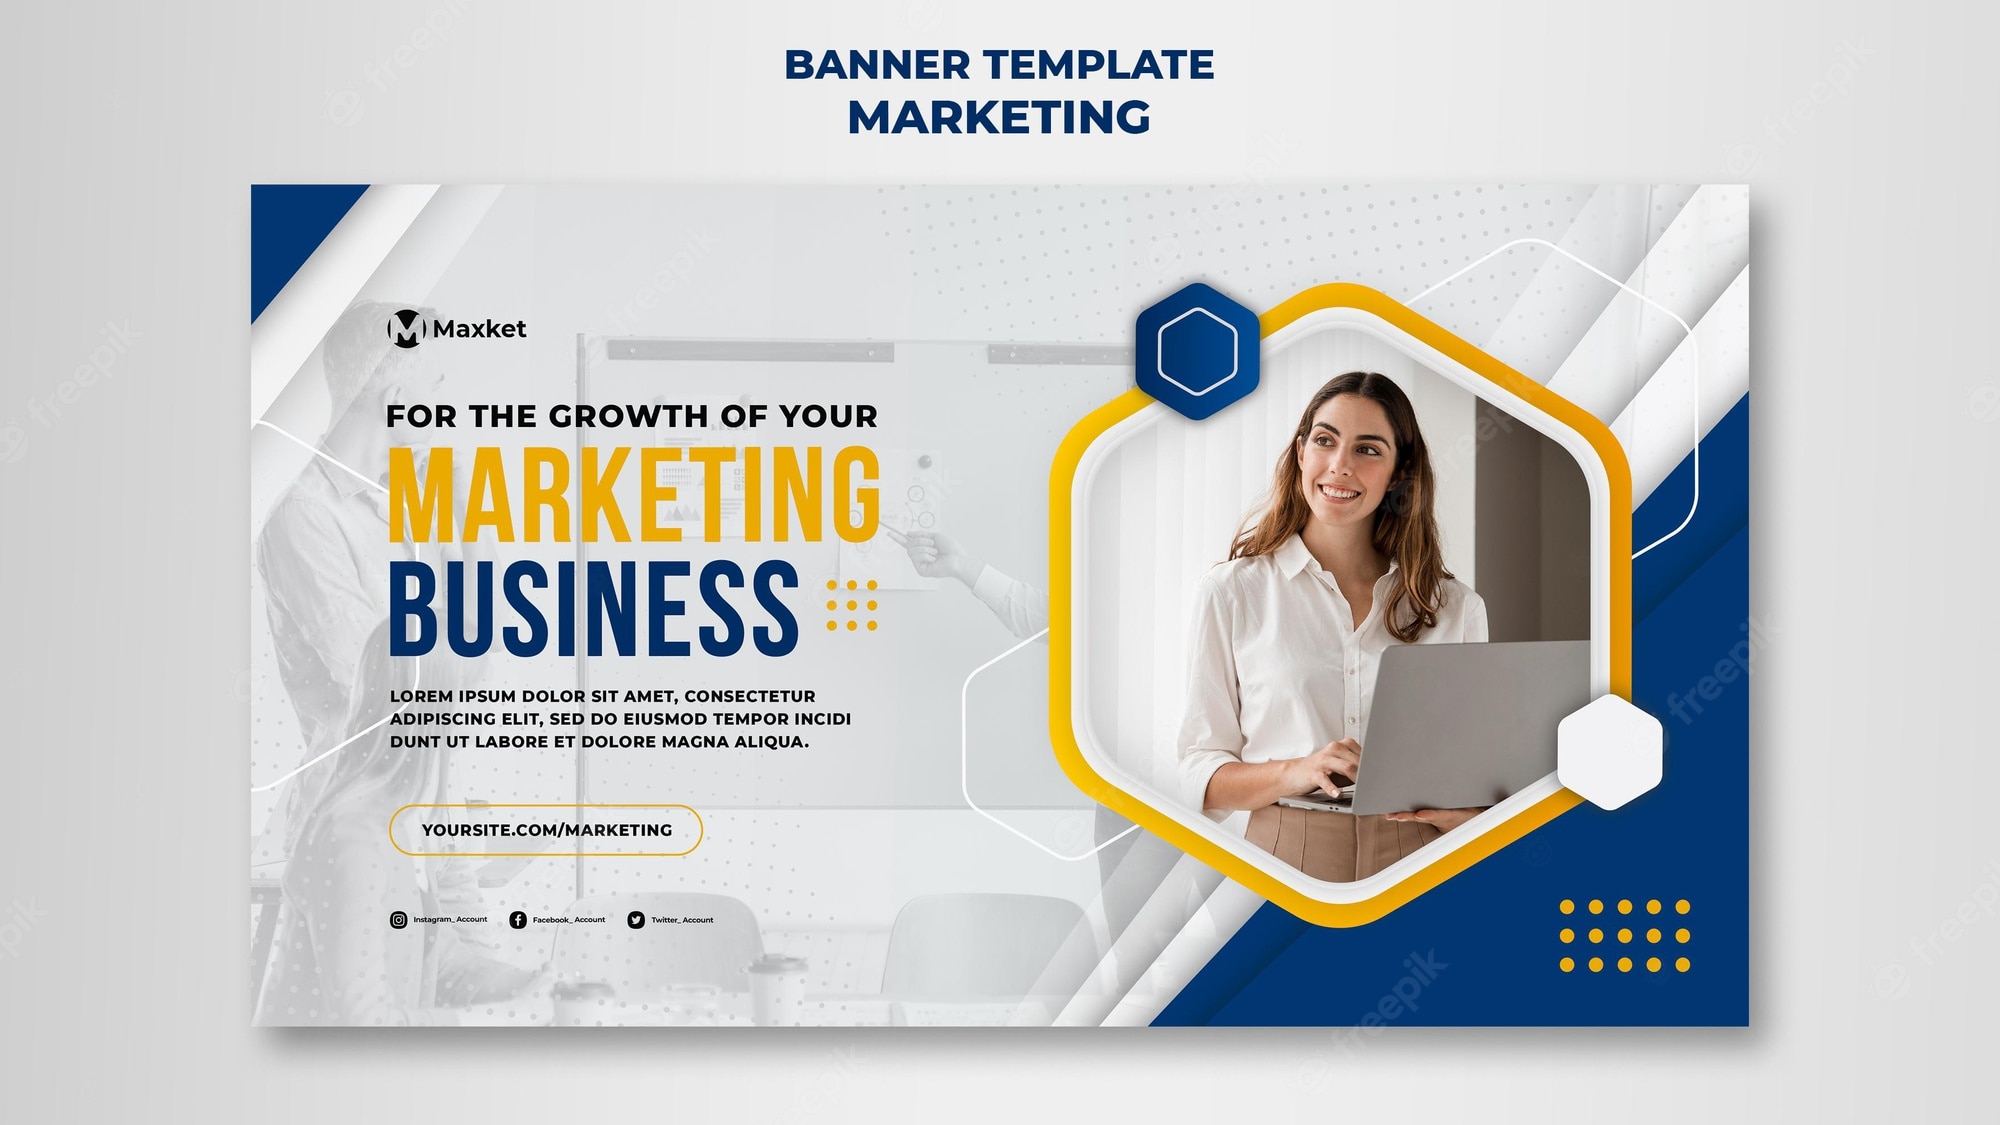 BANNER TEMPLATE
MARKETING
Maxket
FOR THE GROWTH OF YOUR
MARKETING
BUSINESS
LOREM IPSUM DOLOR SIT AMET, CONSECTETUR
ADIPISCING ELIT, SED DO EIUSMOD TEMPOR INCIDI
DUNT UT LABORE ET DOLORE MAGNA ALIQUA.
YOURSITE.COM/MARKETING
Instagram_Account Facebook_Account Twitter_Account
freepik